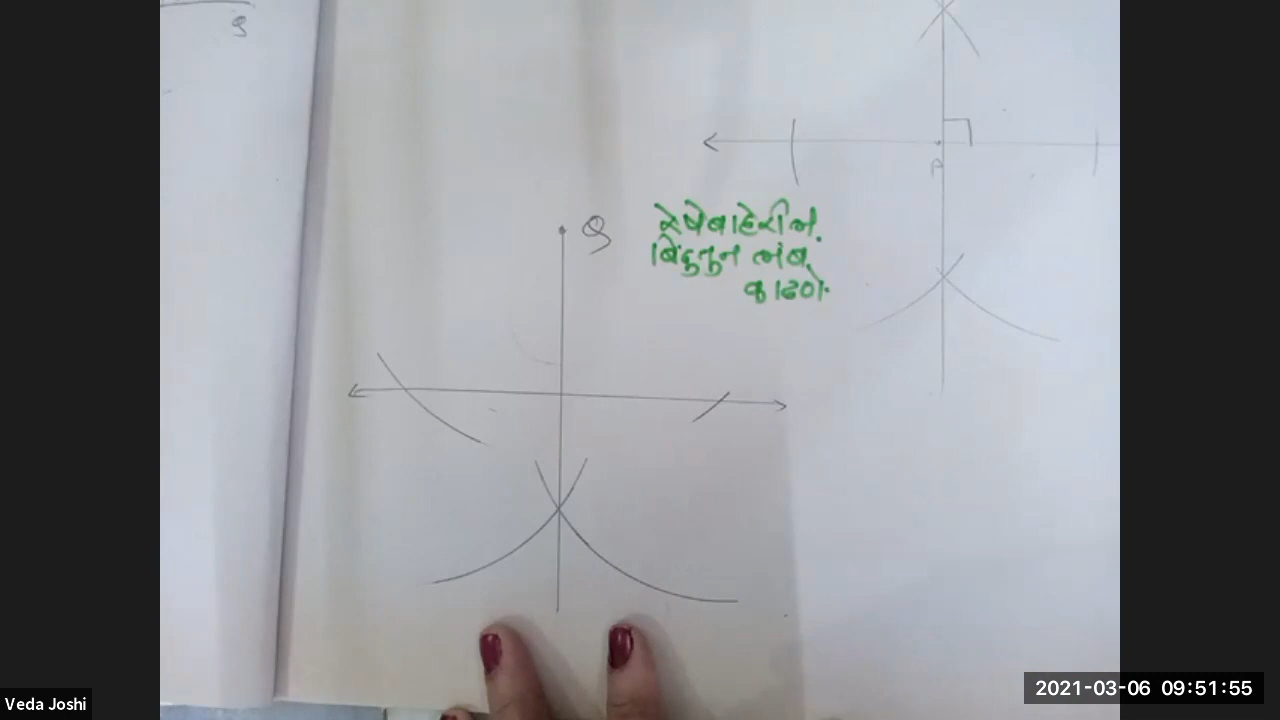 Q
P
Q
रेषेबाहेरील
बिंदुतुन लंब
काढणे.
Veda Joshi
2021-03-06 09:51:55